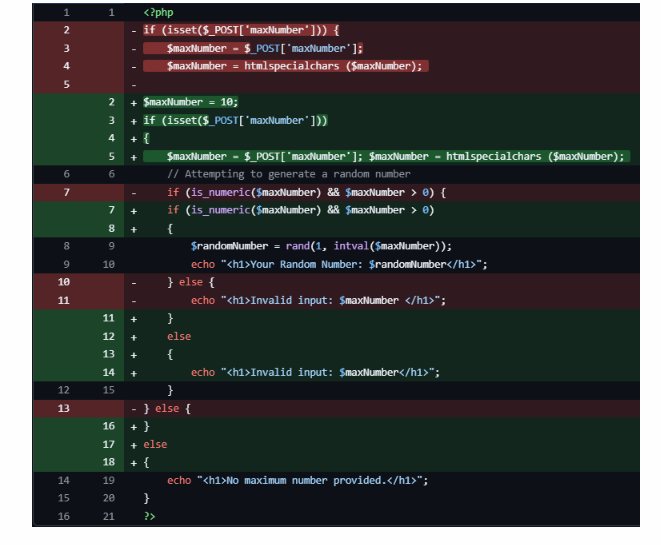 1 1 <?php
2 - if (isset($_POST['maxNumber'])) {
3 - $maxNumber = $_POST['maxNumber'];
4 - $maxNumber = htmlspecialchars ($maxNumber);
5 -
2 + $maxNumber = 10;
3 + if (isset($_POST['maxNumber']))
4 + {
5 + $maxNumber = $_POST['maxNumber']; $maxNumber = htmlspecialchars ($maxNumber);
6 6 // Attempting to generate a random number
7 - if (is_numeric($maxNumber) && $maxNumber > 0) {
7 + if (is_numeric($maxNumber) && $maxNumber > 0)
8 + {
8 9 $randomNumber = rand(1, intval($maxNumber));
9 10 echo "<h1>Your Random Number: $randomNumber</h1>";
10 - } else {
11 - echo "<h1>Invalid input: $maxNumber </h1>";
11 + }
12 + else
13 + {
14 + echo "<h1>Invalid input: $maxNumber</h1>";
12 15 }
13 - } else {
16 + }
17 + else
18 + {
14 19 echo "<h1>No maximum number provided.</h1>";
15 20 }
16 21 ?>